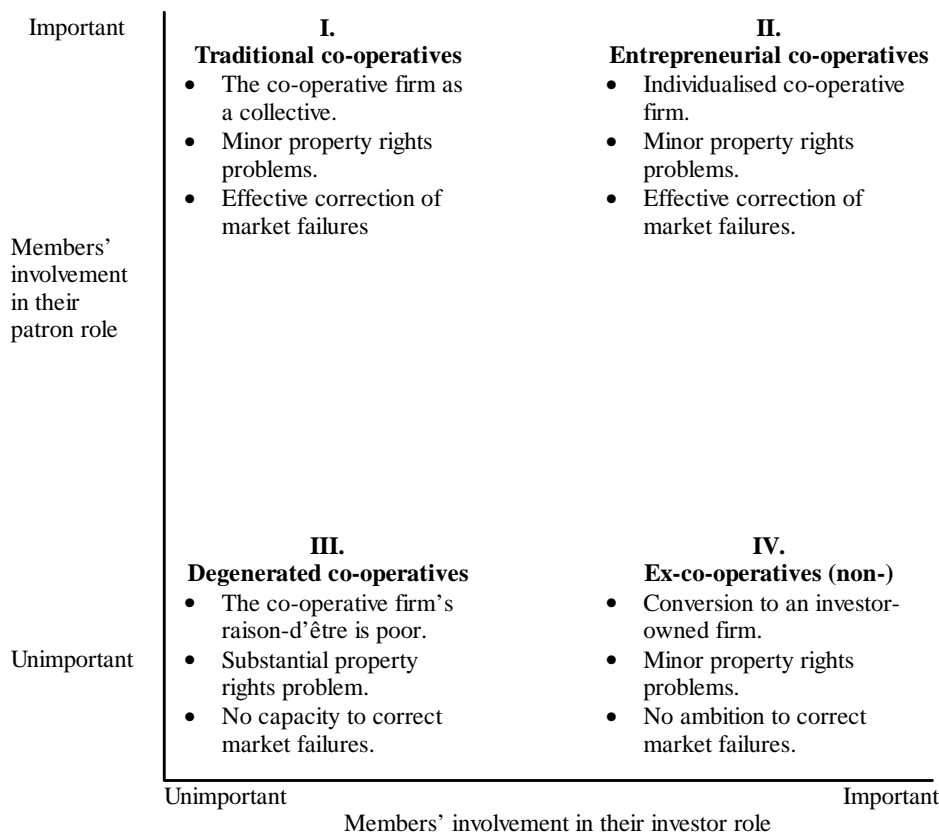 Important
I.
Traditional co-operatives
• The co-operative firm as
a collective.
• Minor property rights
problems.
• Effective correction of
market failures
II.
Entrepreneurial co-operatives
• Individualised co-operative
firm.
• Minor property rights
problems.
• Effective correction of
market failures.
Members’
involvement
in their
patron role
III.
Degenerated co-operatives
• The co-operative firm’s
raison-d’être is poor.
• Substantial property
rights problem.
• No capacity to correct
market failures.
IV.
Ex-co-operatives (non-)
• Conversion to an investor-
owned firm.
• Minor property rights
problems.
• No ambition to correct
market failures.
Unimportant
Unimportant
Important
Members’ involvement in their investor role